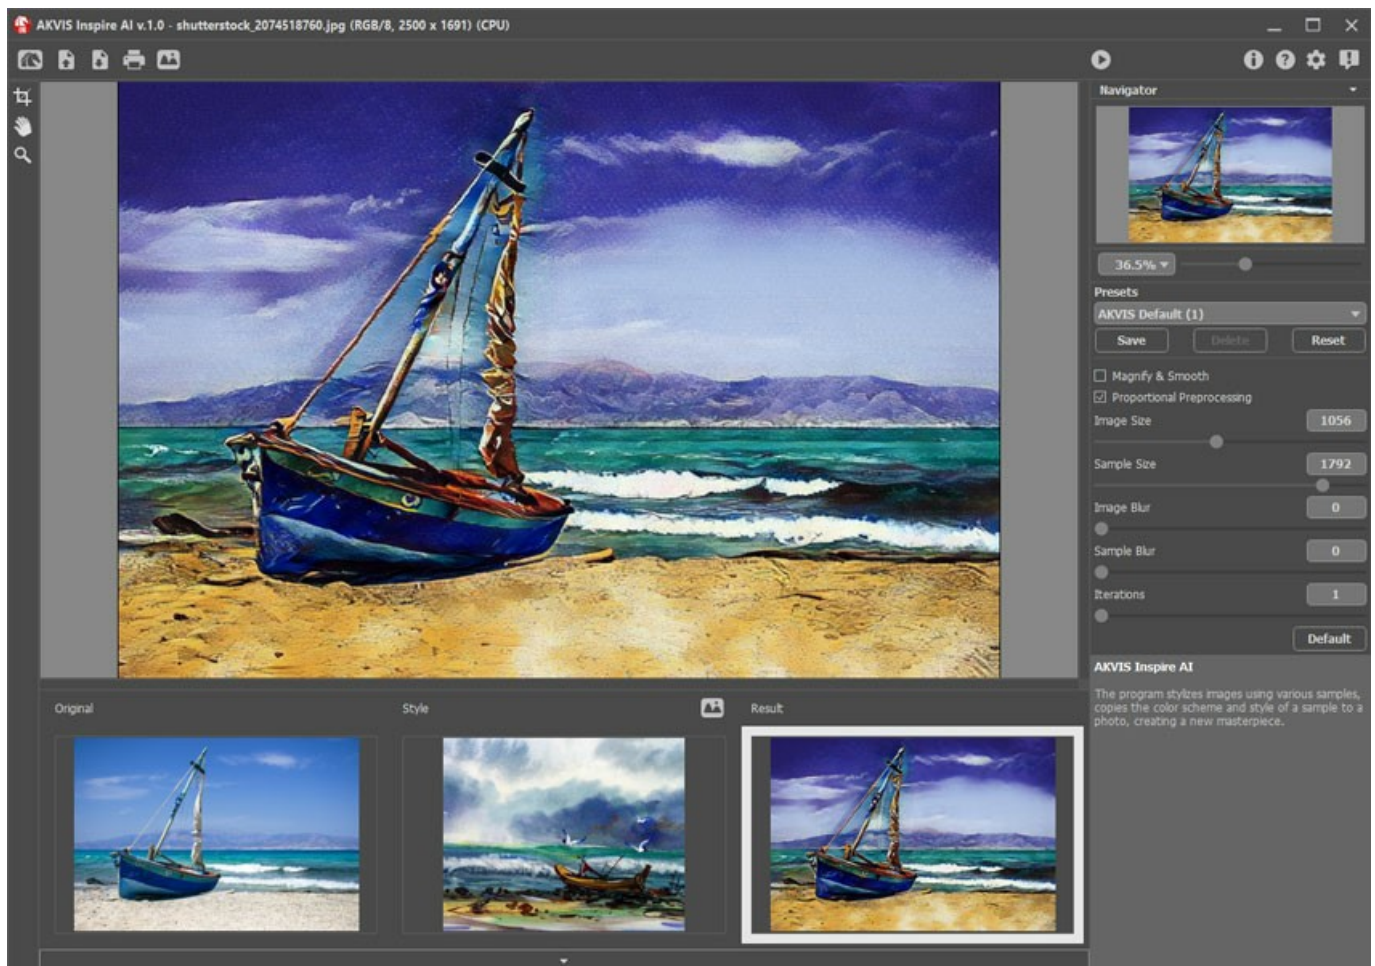 AKVIS Inspire AI v.1.0 - shutterstock_2074518760.jpg (RGB/8, 2500 x 1691) (CPU)
Navigator
36.5%
Presets
AKVIS Default (1)
Save Delete Reset
Magnify & Smooth
Proportional Preprocessing
Image Size 1056
Sample Size 1792
Image Blur 0
Sample Blur 0
Iterations 1
Default
AKVIS Inspire AI
The program stylizes images using various samples,
copies the color scheme and style of a sample to a
photo, creating a new masterpiece.
Original Style Result